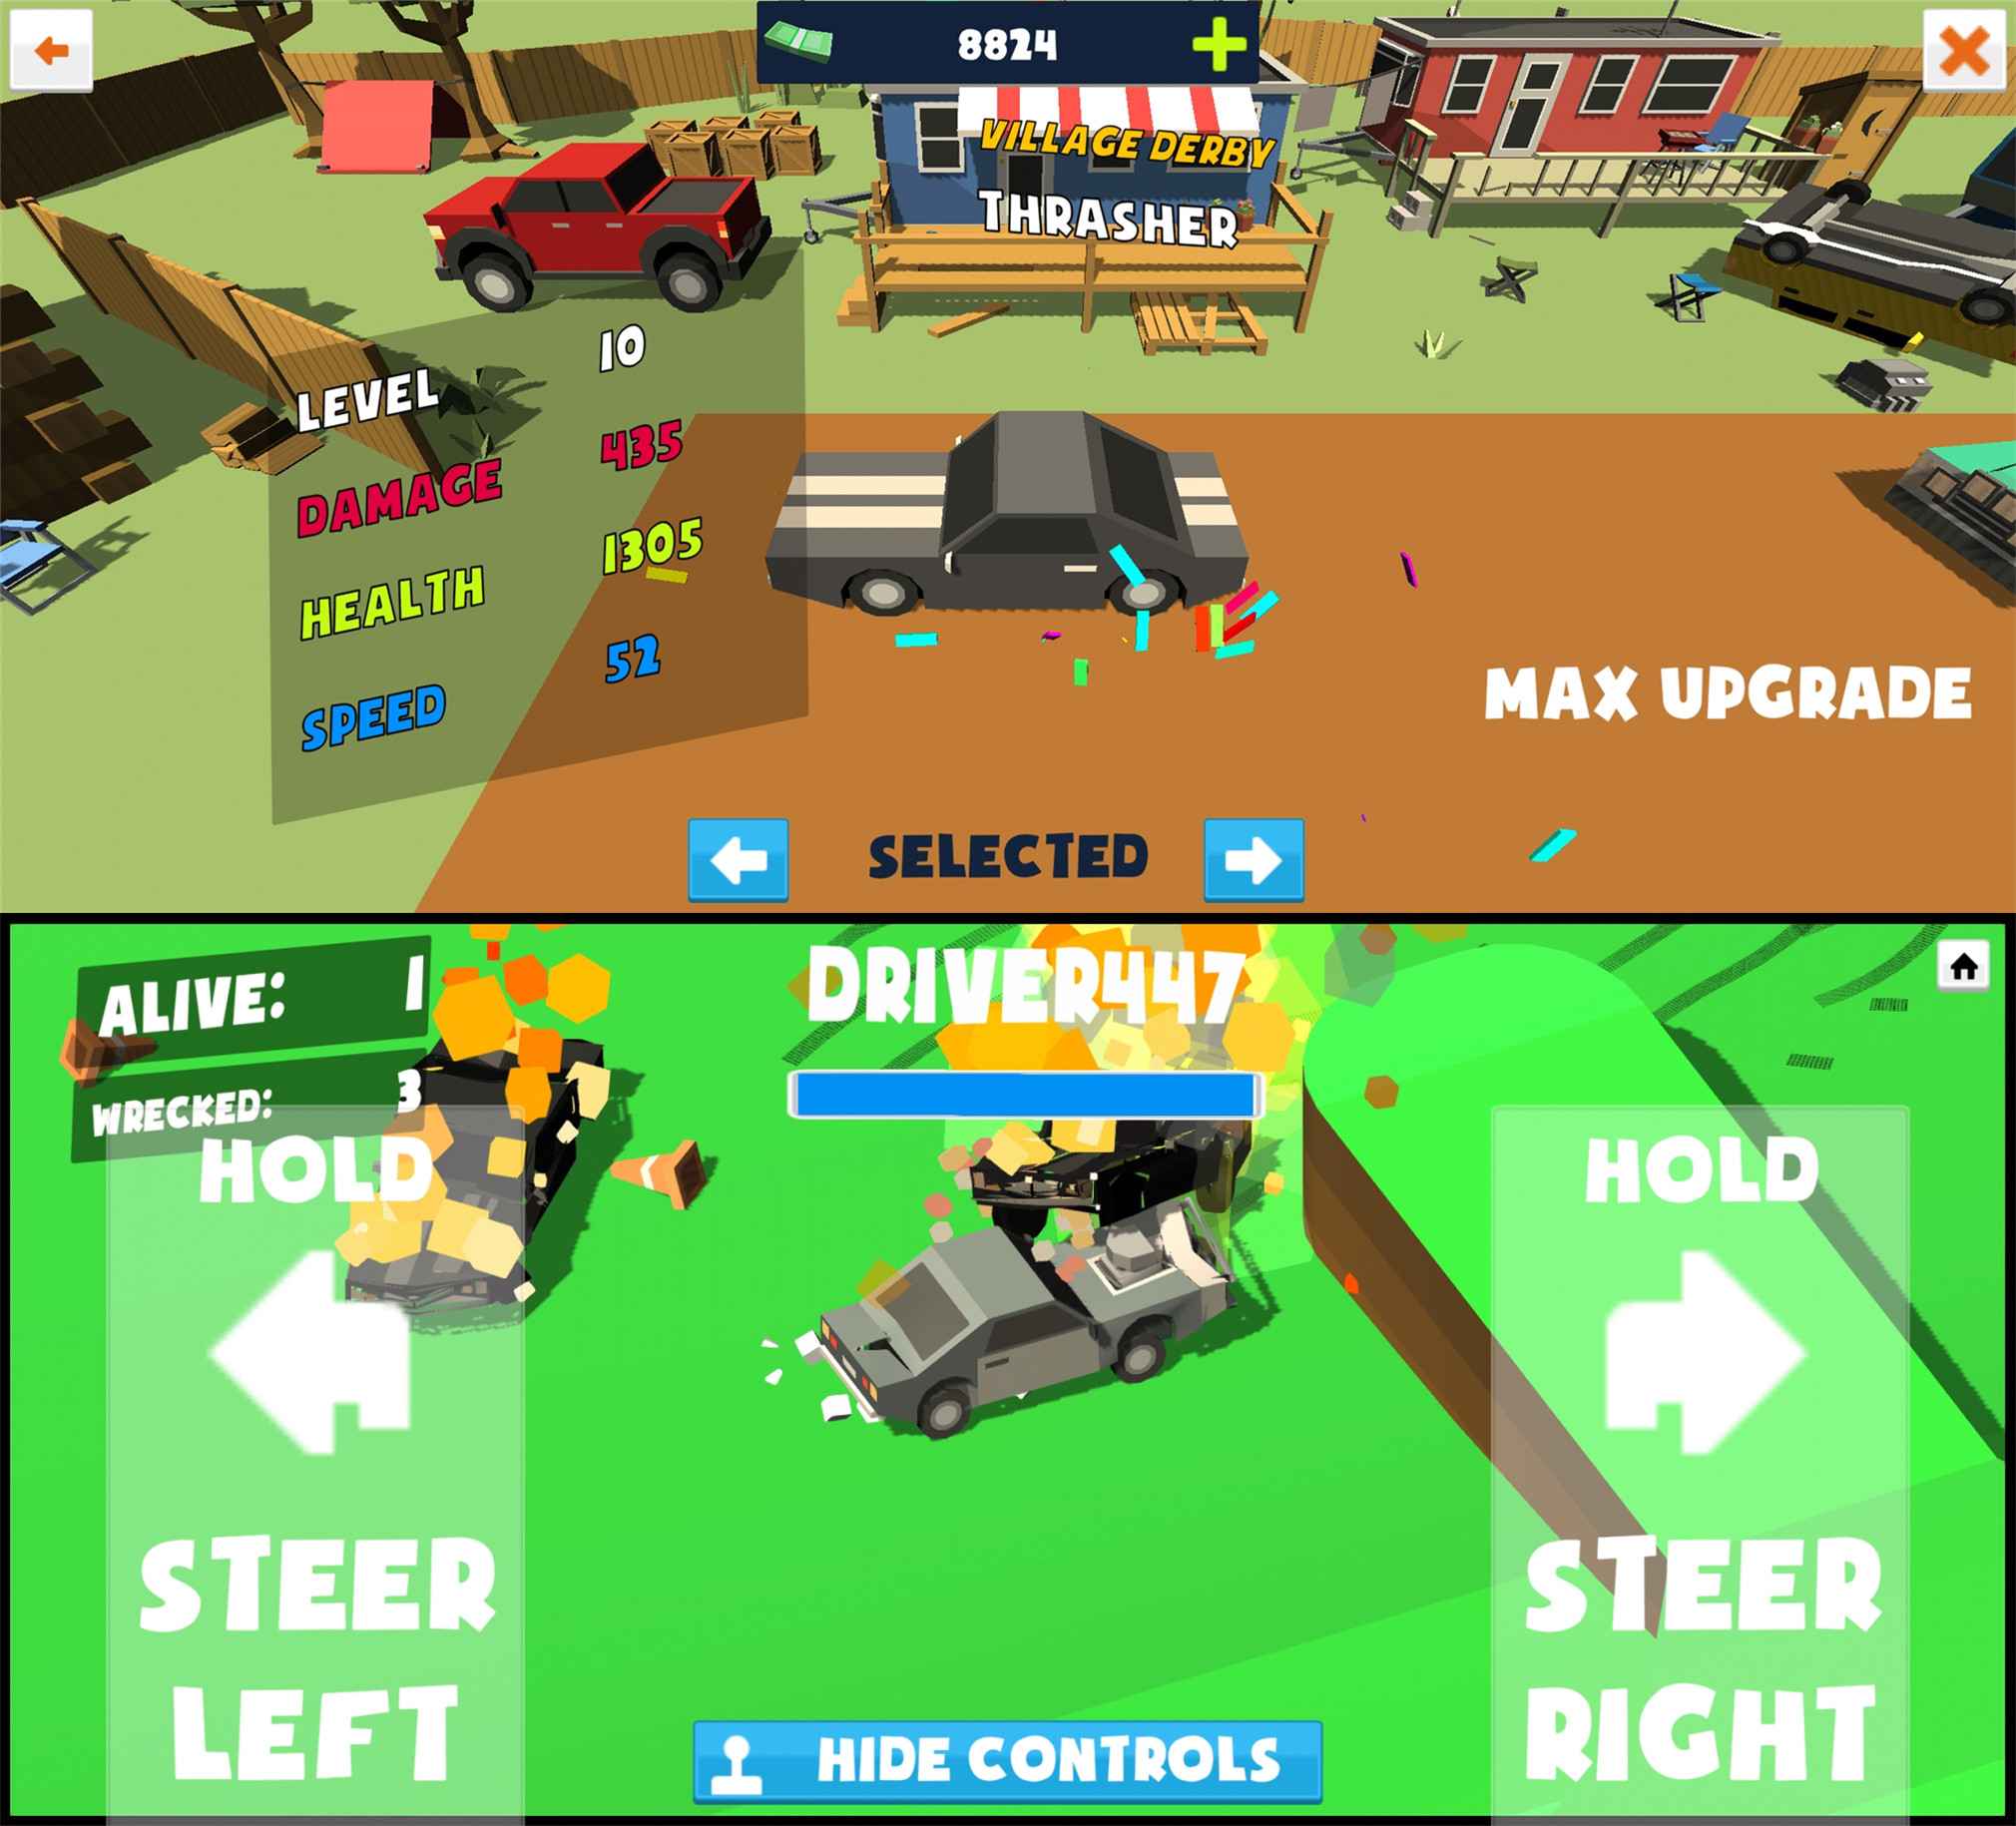 8824
VILLAGE DERBY
THRASHER
LEVEL 10
DAMAGE 435
HEALTH 1305
SPEED 52
MAX UPGRADE
SELECTED
ALIVE: 1
WRECKED: 3
DRIVER447
HOLD
STEER
LEFT
HOLD
STEER
RIGHT
HIDE CONTROLS